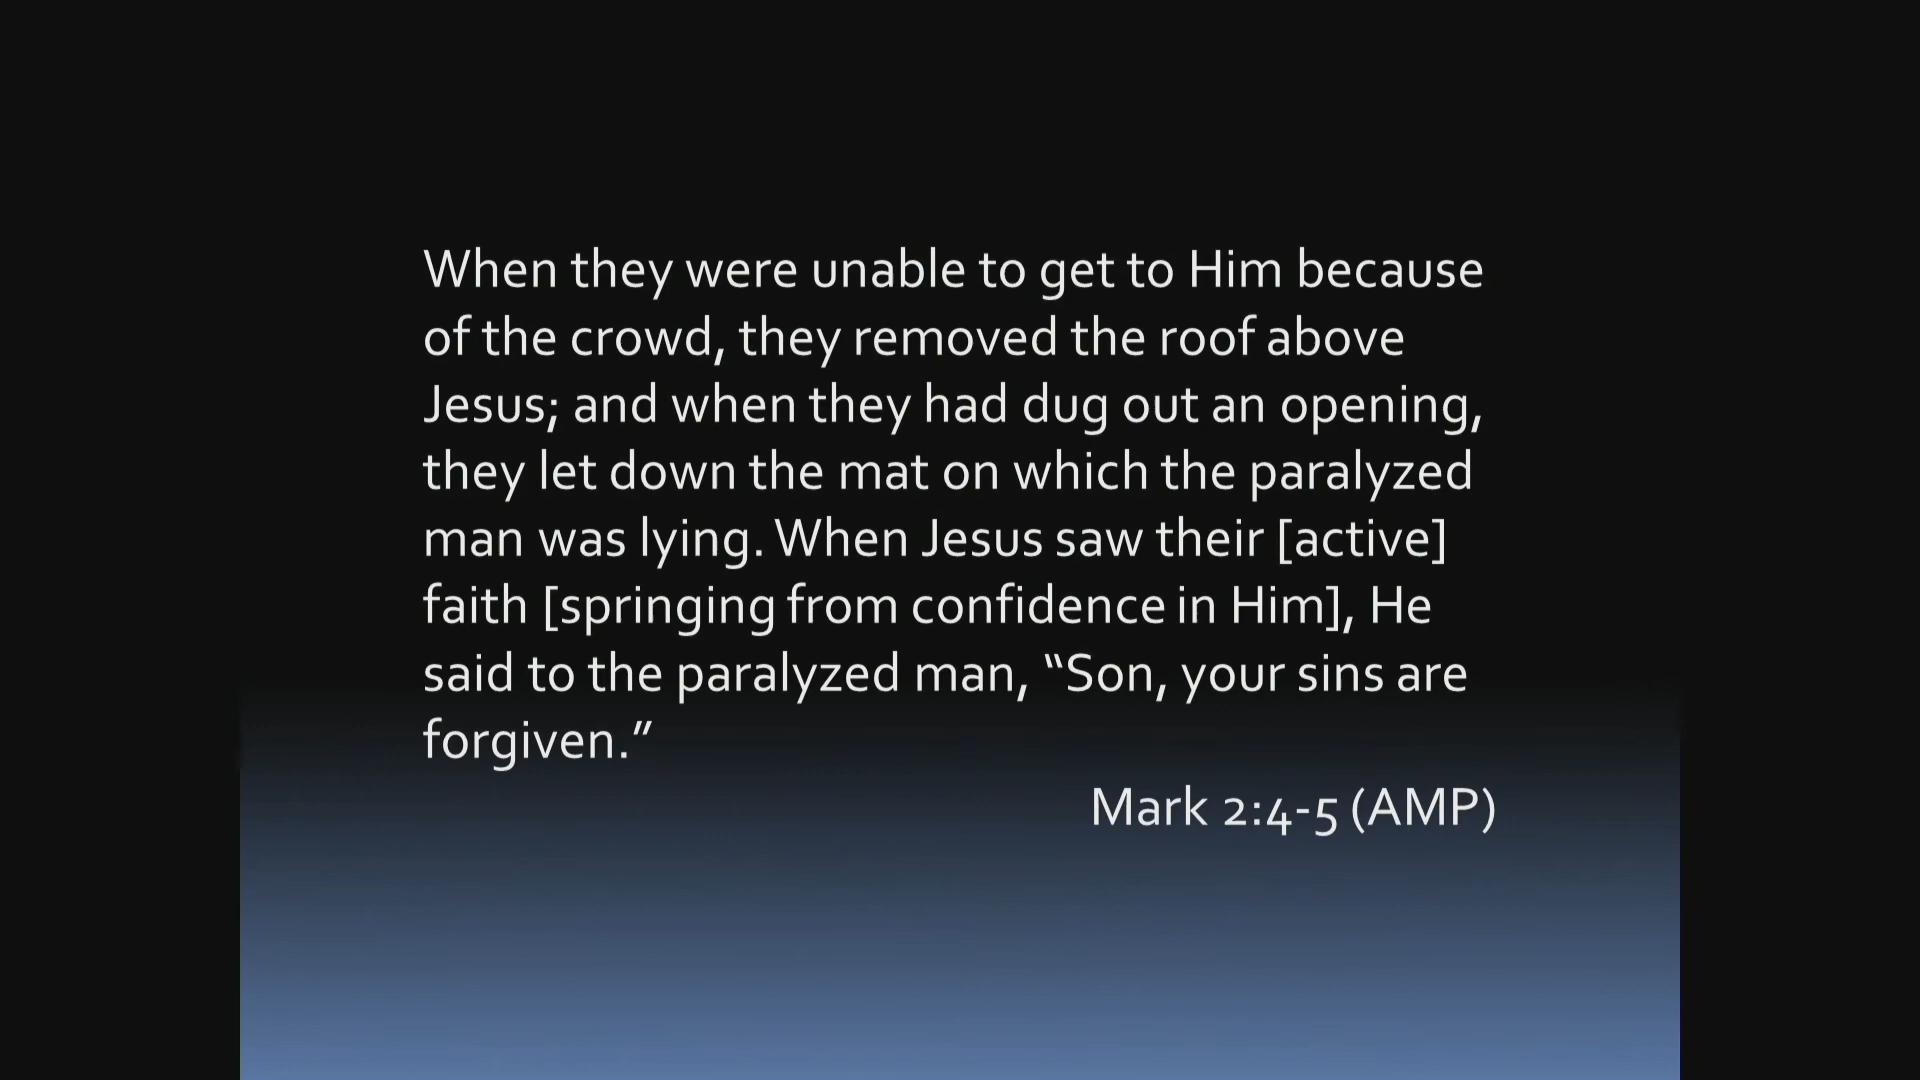 When they were unable to get to Him because
of the crowd, they removed the roof above
Jesus; and when they had dug out an opening,
they let down the mat on which the paralyzed
man was lying. When Jesus saw their [active]
faith [springing from confidence in Him], He
said to the paralyzed man, “Son, your sins are
forgiven.”
Mark 2:4-5 (AMP)